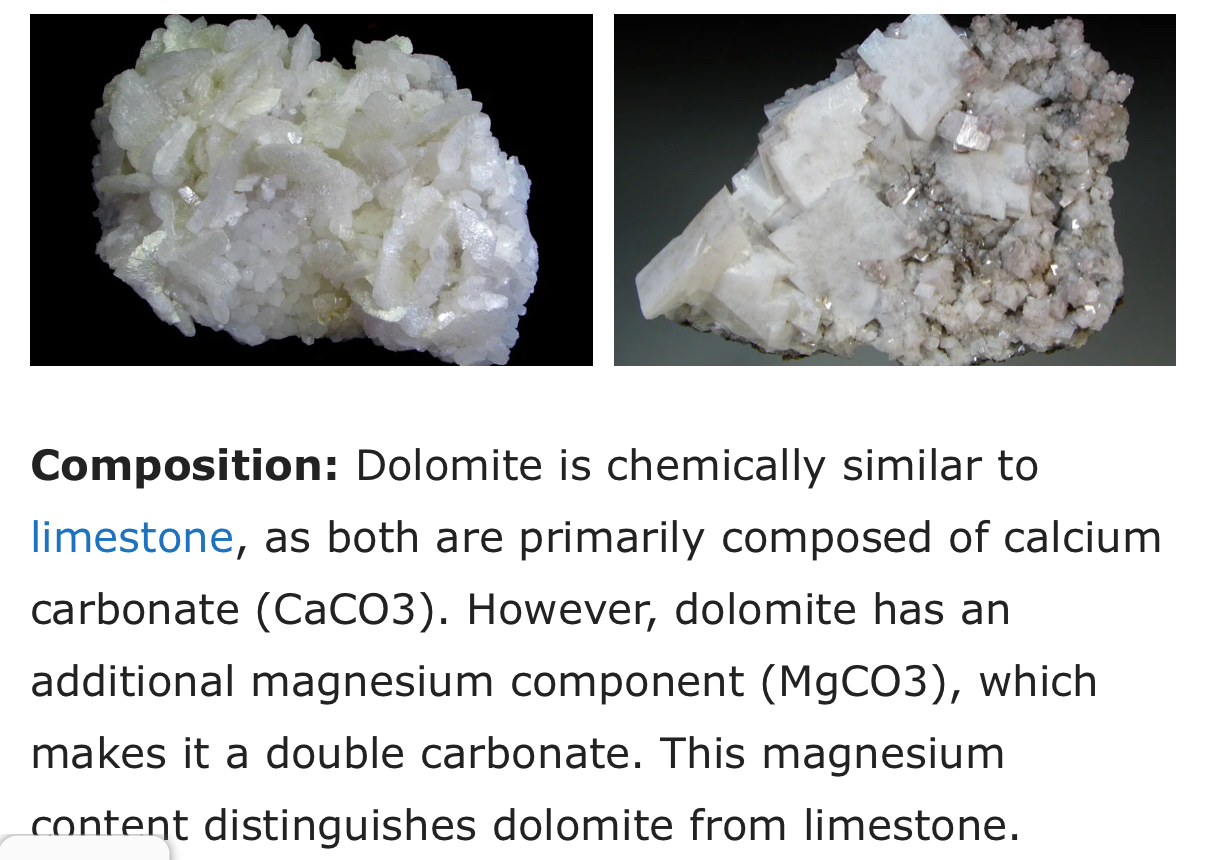 Composition: Dolomite is chemically similar to
limestone, as both are primarily composed of calcium
carbonate (CaCO3). However, dolomite has an
additional magnesium component (MgCO3), which
makes it a double carbonate. This magnesium
content distinguishes dolomite from limestone.